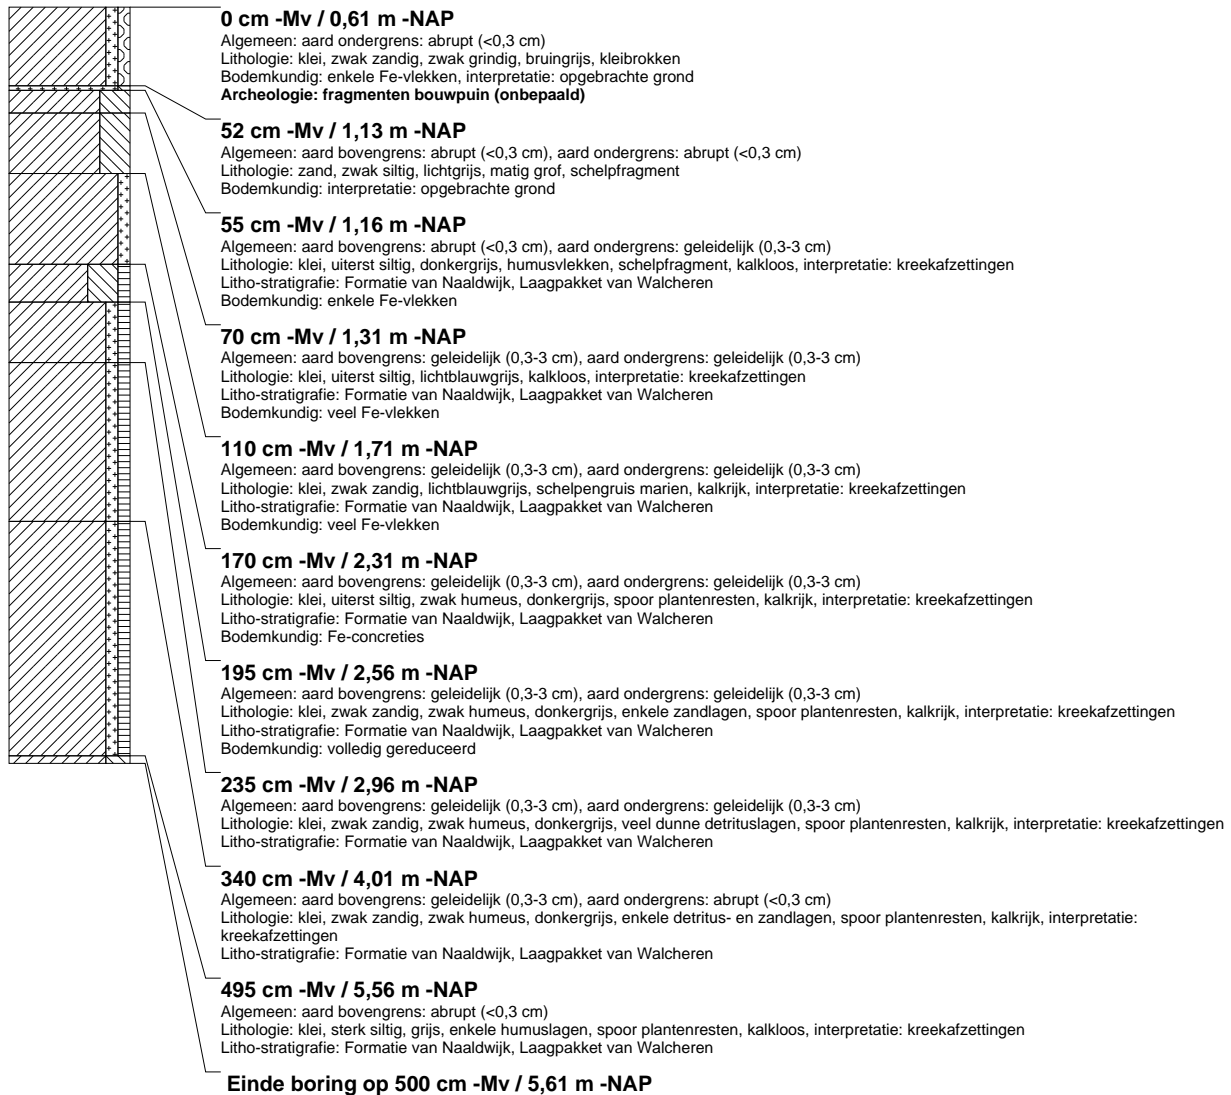 0 cm -Mv / 0,61 m -NAP
Algemeen: aard ondergrens: abrupt (<0,3 cm)
Lithologie: klei, zwak zandig, zwak grindig, bruingrijs, kleibrokken
Bodemkundig: enkele Fe-vlekken, interpretatie: opgebrachte grond
Archeologie: fragmenten bouwpuin (onbepaald)
52 cm -Mv / 1,13 m -NAP
Algemeen: aard bovengrens: abrupt (<0,3 cm), aard ondergrens: abrupt (<0,3 cm)
Lithologie: zand, zwak siltig, lichtgrijs, matig grof, schelpfragment
Bodemkundig: interpretatie: opgebrachte grond
55 cm -Mv / 1,16 m -NAP
Algemeen: aard bovengrens: abrupt (<0,3 cm), aard ondergrens: geleidelijk (0,3-3 cm)
Lithologie: klei, uiterst siltig, donkergrijs, humusvlekken, schelpfragment, kalkloos, interpretatie: kreekafzettingen
Litho-stratigrafie: Formatie van Naaldwijk, Laagpakket van Walcheren
Bodemkundig: enkele Fe-vlekken
70 cm -Mv / 1,31 m -NAP
Algemeen: aard bovengrens: geleidelijk (0,3-3 cm), aard ondergrens: geleidelijk (0,3-3 cm)
Lithologie: klei, uiterst siltig, lichtblauwgrijs, kalkloos, interpretatie: kreekafzettingen
Litho-stratigrafie: Formatie van Naaldwijk, Laagpakket van Walcheren
Bodemkundig: veel Fe-vlekken
110 cm -Mv / 1,71 m -NAP
Algemeen: aard bovengrens: geleidelijk (0,3-3 cm), aard ondergrens: geleidelijk (0,3-3 cm)
Lithologie: klei, zwak zandig, lichtblauwgrijs, schelpengruis marien, kalkrijk, interpretatie: kreekafzettingen
Litho-stratigrafie: Formatie van Naaldwijk, Laagpakket van Walcheren
Bodemkundig: veel Fe-vlekken
170 cm -Mv / 2,31 m -NAP
Algemeen: aard bovengrens: geleidelijk (0,3-3 cm), aard ondergrens: geleidelijk (0,3-3 cm)
Lithologie: klei, uiterst siltig, zwak humeus, donkergrijs, spoor plantenresten, kalkrijk, interpretatie: kreekafzettingen
Litho-stratigrafie: Formatie van Naaldwijk, Laagpakket van Walcheren
Bodemkundig: Fe-concreties
195 cm -Mv / 2,56 m -NAP
Algemeen: aard bovengrens: geleidelijk (0,3-3 cm), aard ondergrens: geleidelijk (0,3-3 cm)
Lithologie: klei, zwak zandig, zwak humeus, donkergrijs, enkele zandlagen, spoor plantenresten, kalkrijk, interpretatie: kreekafzettingen
Litho-stratigrafie: Formatie van Naaldwijk, Laagpakket van Walcheren
Bodemkundig: volledig gereduceerd
235 cm -Mv / 2,96 m -NAP
Algemeen: aard bovengrens: geleidelijk (0,3-3 cm), aard ondergrens: geleidelijk (0,3-3 cm)
Lithologie: klei, zwak zandig, zwak humeus, donkergrijs, veel dunne detrituslagen, spoor plantenresten, kalkrijk, interpretatie: kreekafzettingen
Litho-stratigrafie: Formatie van Naaldwijk, Laagpakket van Walcheren
340 cm -Mv / 4,01 m -NAP
Algemeen: aard bovengrens: geleidelijk (0,3-3 cm), aard ondergrens: abrupt (<0,3 cm)
Lithologie: klei, zwak zandig, zwak humeus, donkergrijs, enkele detritus- en zandlagen, spoor plantenresten, kalkrijk, interpretatie:
kreekafzettingen
Litho-stratigrafie: Formatie van Naaldwijk, Laagpakket van Walcheren
495 cm -Mv / 5,56 m -NAP
Algemeen: aard bovengrens: abrupt (<0,3 cm)
Lithologie: klei, sterk siltig, grijs, enkele humuslagen, spoor plantenresten, kalkloos, interpretatie: kreekafzettingen
Litho-stratigrafie: Formatie van Naaldwijk, Laagpakket van Walcheren
Einde boring op 500 cm -Mv / 5,61 m -NAP